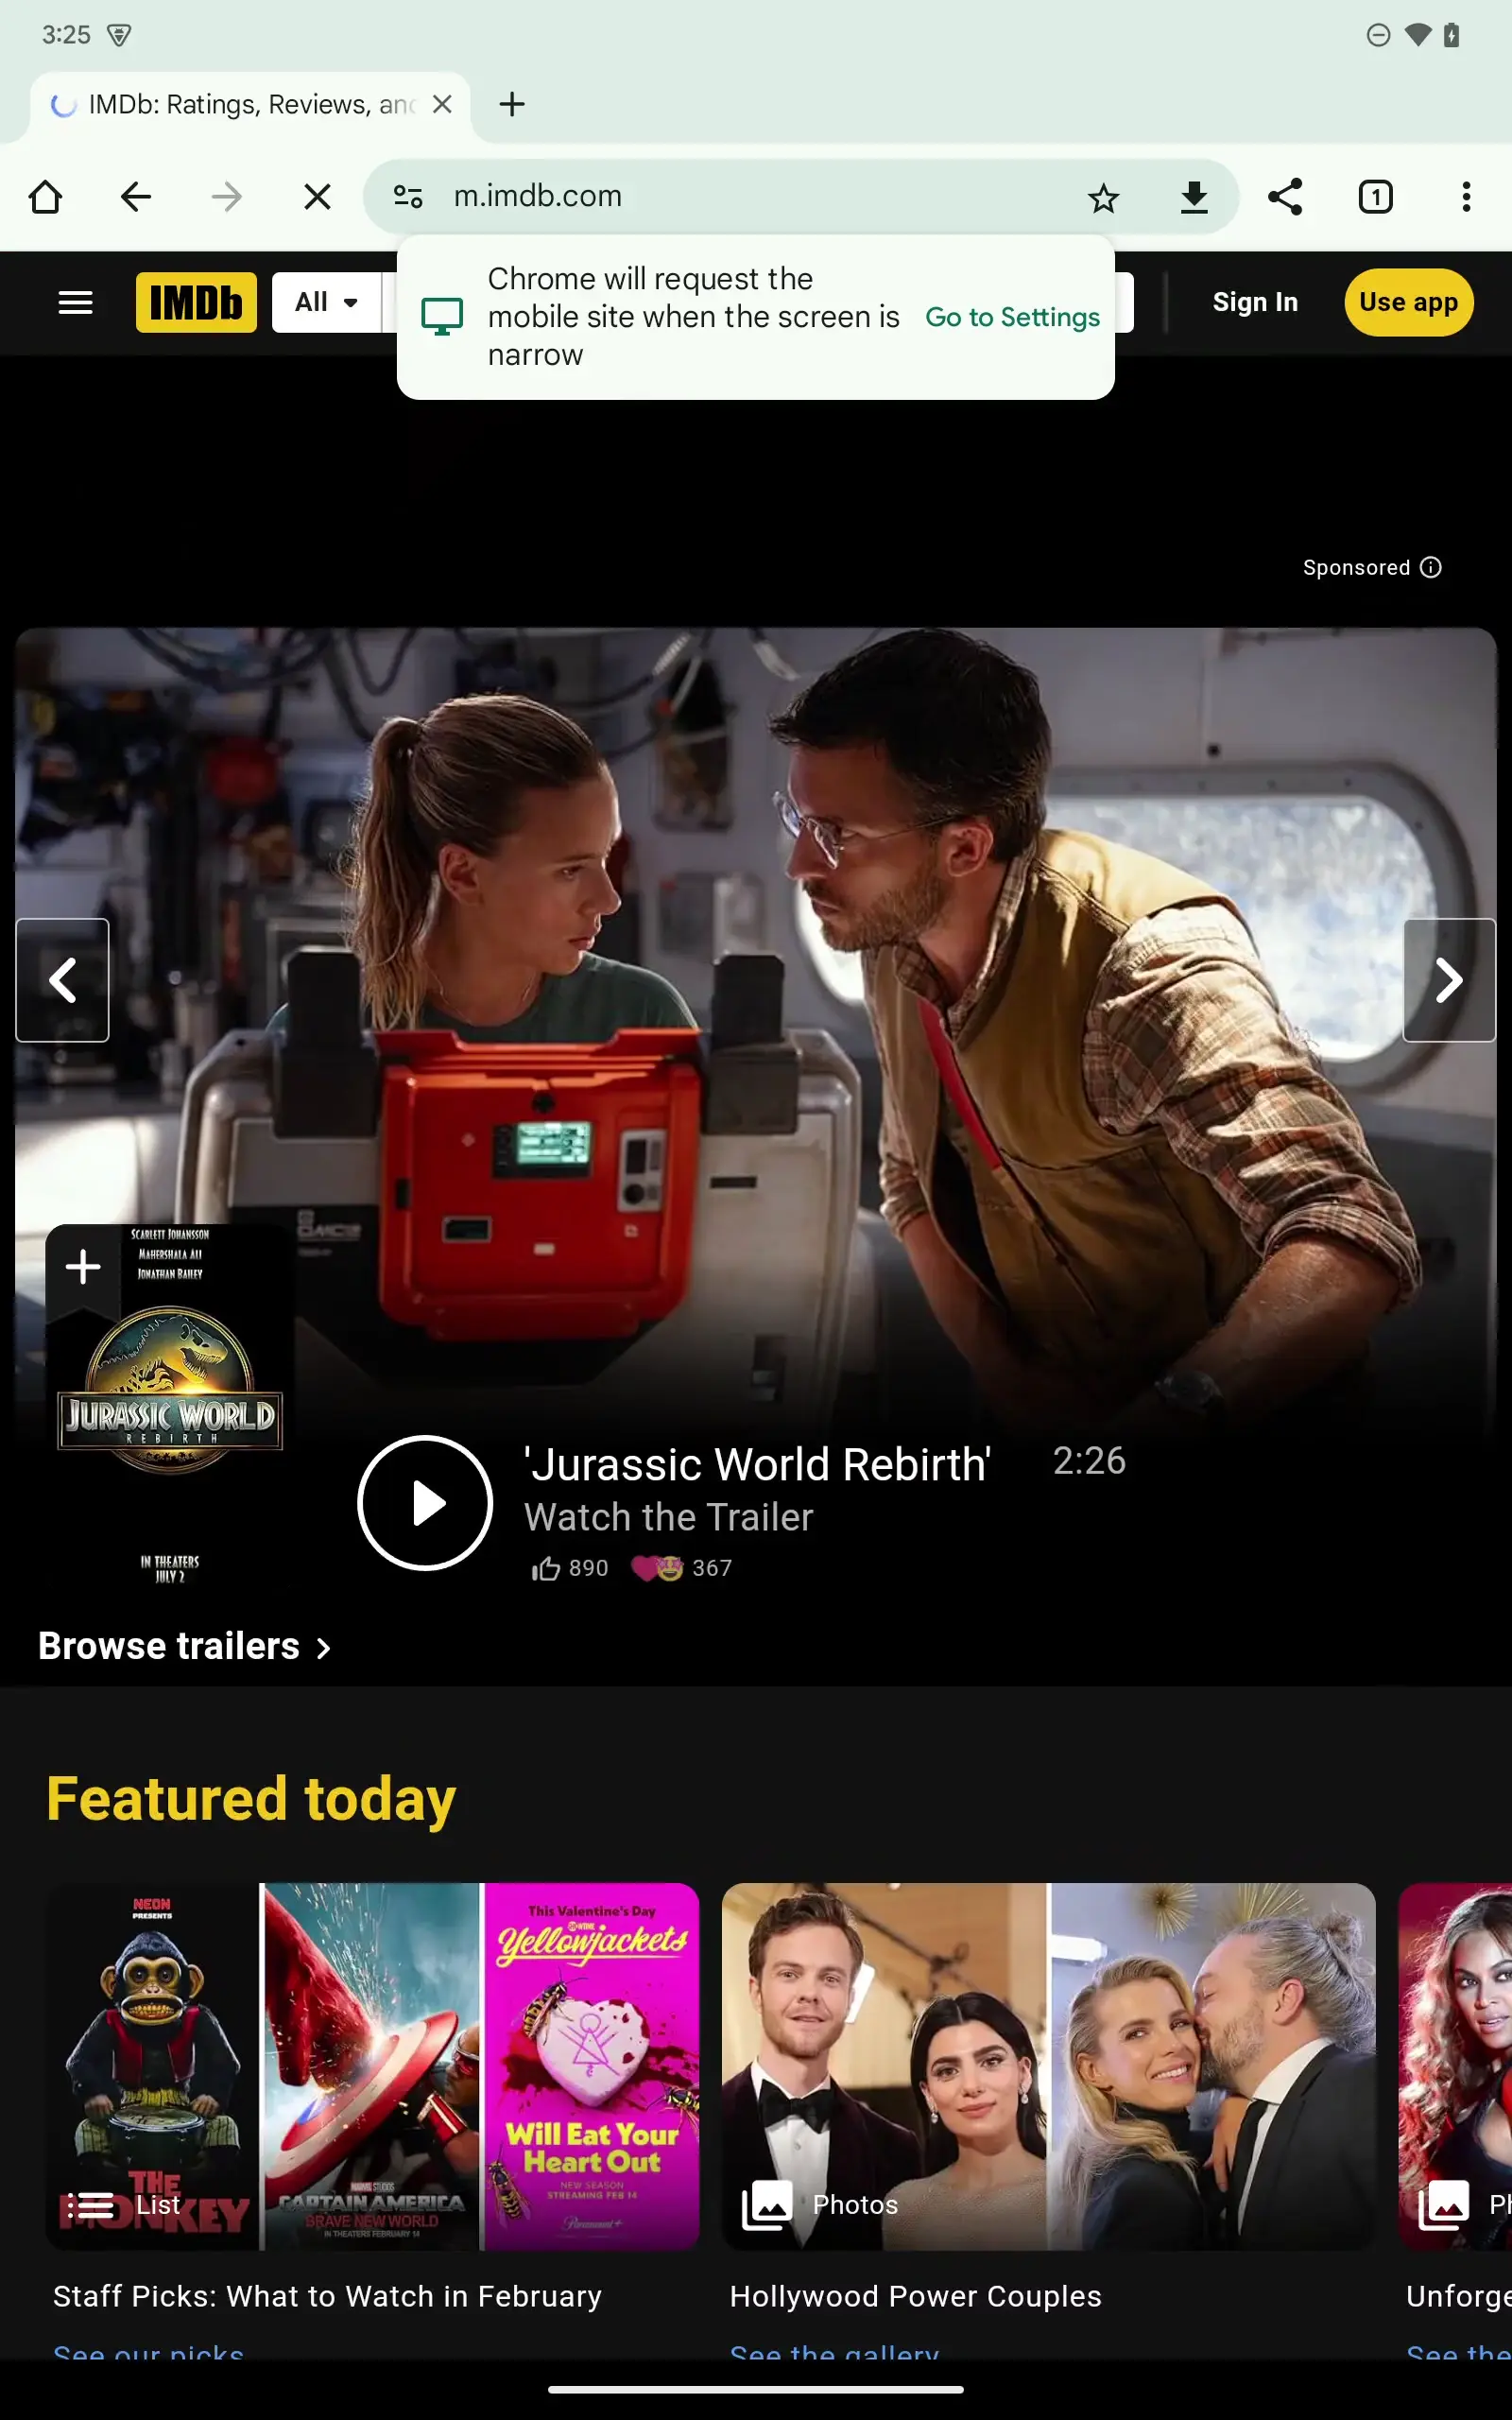 3:25
IMDb: Ratings, Reviews, and
m.imdb.com
1
Chrome will request the
mobile site when the screen is
narrow
Go to Settings
IMDb
All
Sign In
Use app
Sponsored
SCARLETT JOHANSSON
MAHERSHALA ALI
JONATHAN BAILEY
JURASSIC WORLD
REBIRTH
IN THEATERS
JULY 2
'Jurassic World Rebirth'
2:26
Watch the Trailer
890
367
Browse trailers
Featured today
NEON
PRESENTS
THE
MONKEY
List
MARVEL STUDIOS
CAPTAIN AMERICA
BRAVE NEW WORLD
IN THEATERS FEBRUARY 14
This Valentine's Day
SHOWTIME
Yellowjackets
Will Eat Your
Heart Out
NEW SEASON
STREAMING FEB 14
Paramount+
Photos
Ph
Staff Picks: What to Watch in February
Hollywood Power Couples
Unforge
See our picks
See the gallery
See the